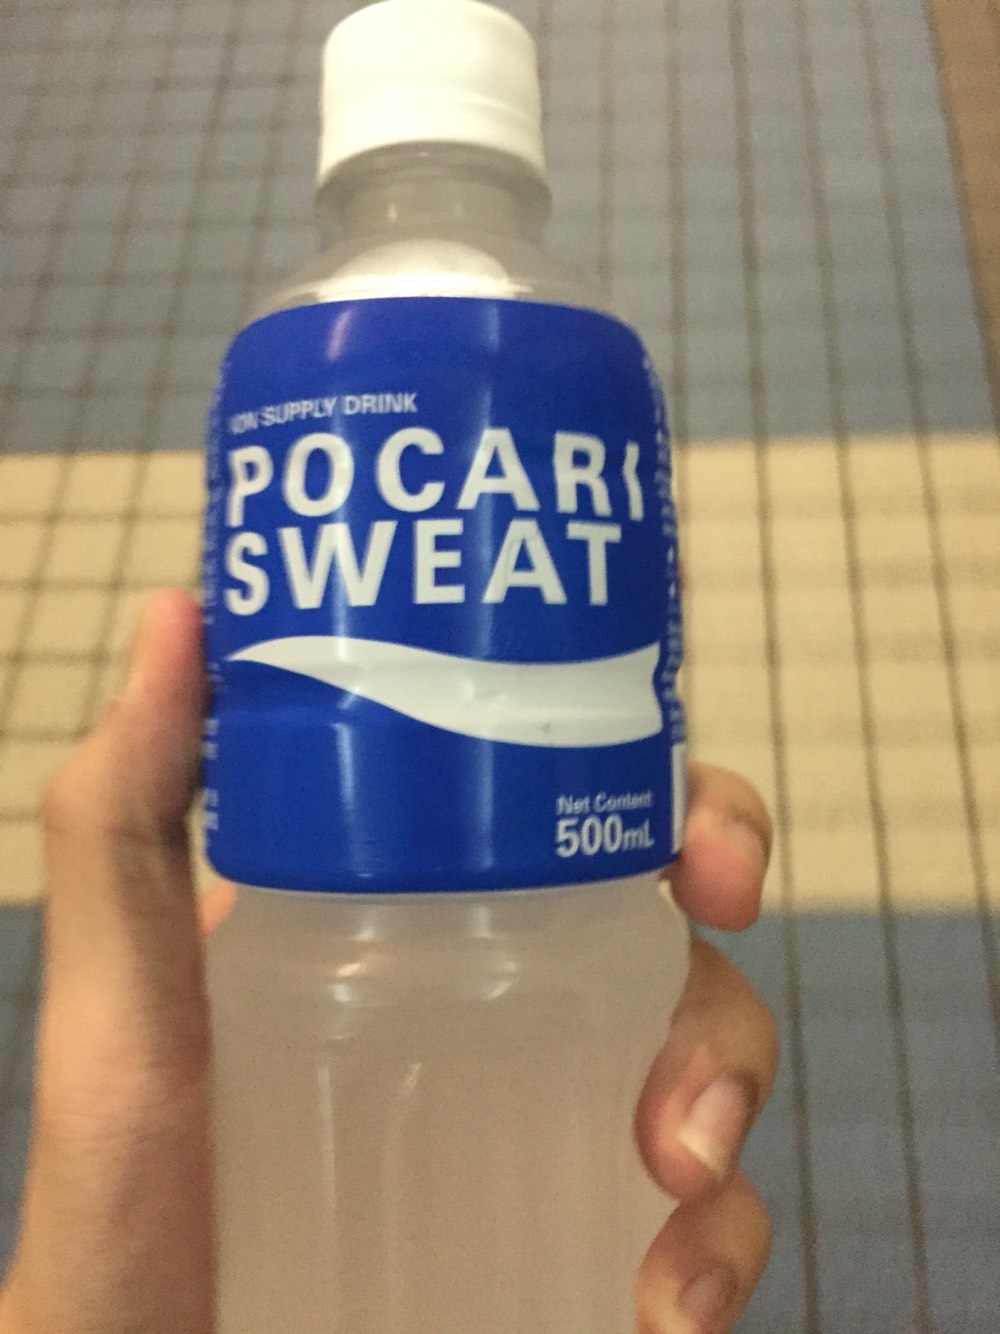 ION SUPPLY DRINK
POCARI
SWEAT
Net Content
500mL